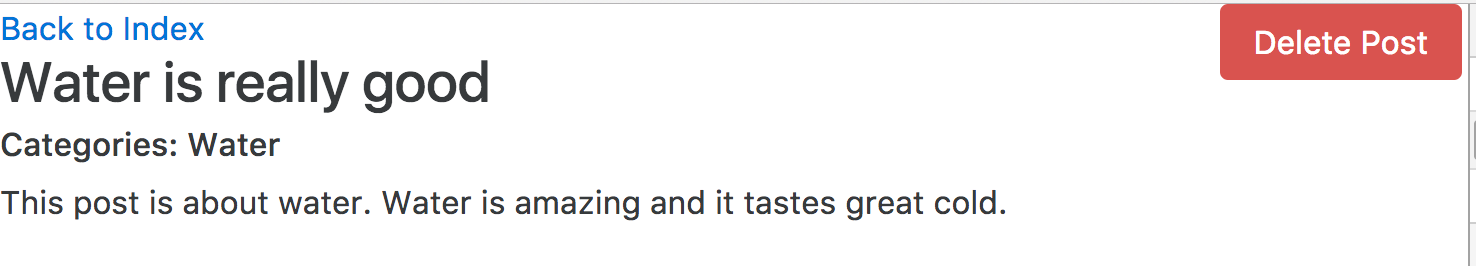 Back to Index
Delete Post
Water is really good
Categories: Water
This post is about water. Water is amazing and it tastes great cold.